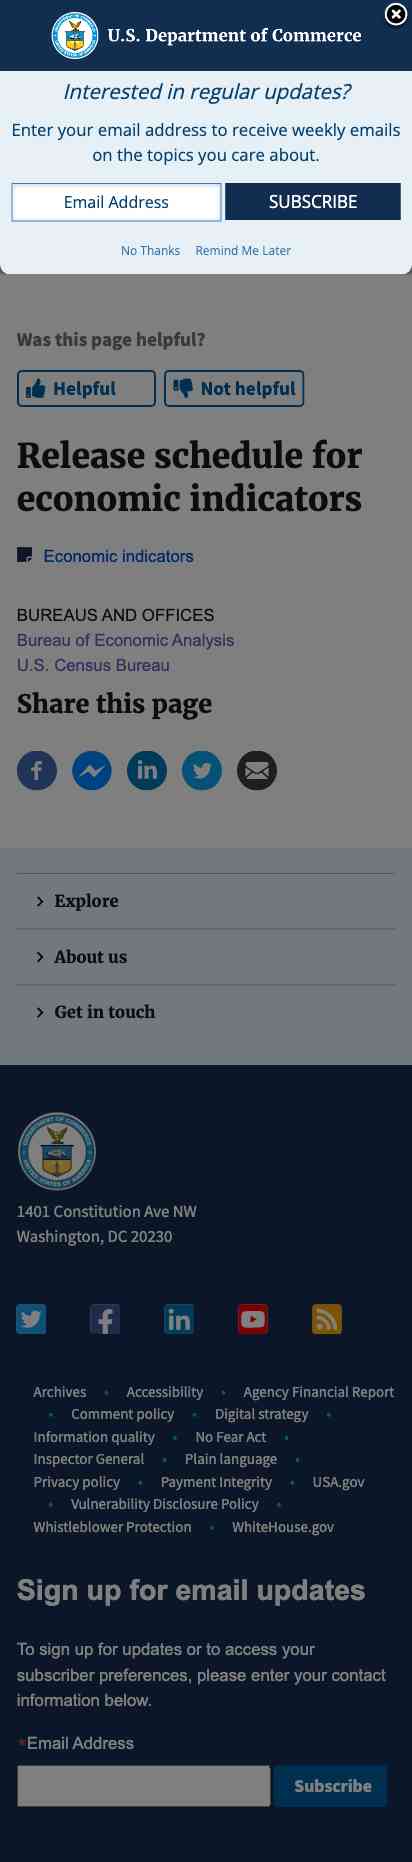 U.S. Department of Commerce
Interested in regular updates?
Enter your email address to receive weekly emails
on the topics you care about.
Email Address
SUBSCRIBE
No Thanks Remind Me Later
Was this page helpful?
Helpful
Not helpful
Release schedule for
economic indicators
Economic indicators
BUREAUS AND OFFICES
Bureau of Economic Analysis
U.S. Census Bureau
Share this page
Explore
About us
Get in touch
1401 Constitution Ave NW
Washington, DC 20230
Archives • Accessibility • Agency Financial Report
• Comment policy • Digital strategy •
Information quality • No Fear Act •
Inspector General • Plain language •
Privacy policy • Payment Integrity • USA.gov
• Vulnerability Disclosure Policy •
Whistleblower Protection • WhiteHouse.gov
Sign up for email updates
To sign up for updates or to access your
subscriber preferences, please enter your contact
information below.
*Email Address
Subscribe